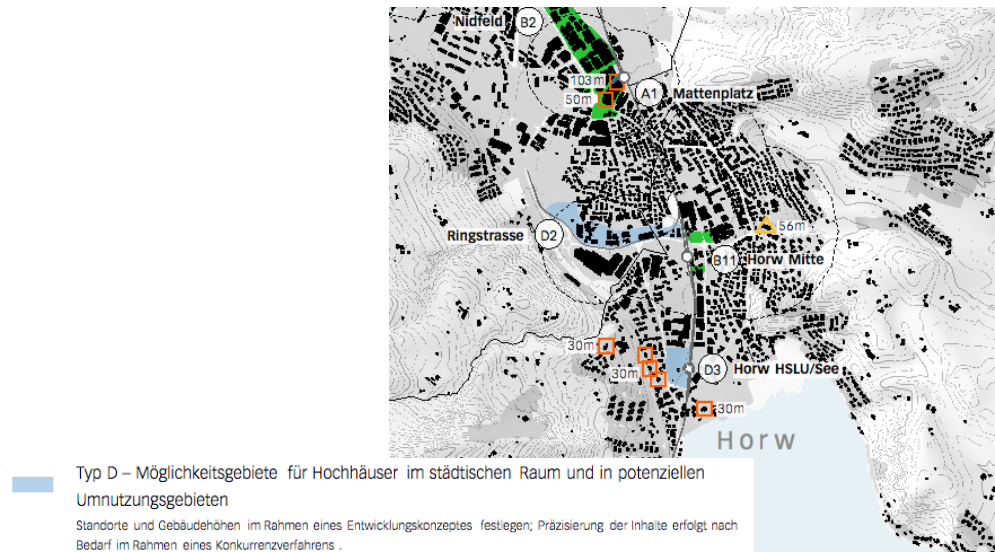 Nidfeld B2
103m
A1 Mattenplatz
50m
56m
Ringstrasse D2
B11 Horw Mitte
30m
30m
D3 Horw HSLU/See
30m
Horw
Typ D – Möglichkeitsgebiete für Hochhäuser im städtischen Raum und in potenziellen
Umnutzungsgebieten
Standorte und Gebäudehöhen im Rahmen eines Entwicklungskonzeptes festlegen; Präzisierung der Inhalte erfolgt nach
Bedarf im Rahmen eines Konkurrenzverfahrens .